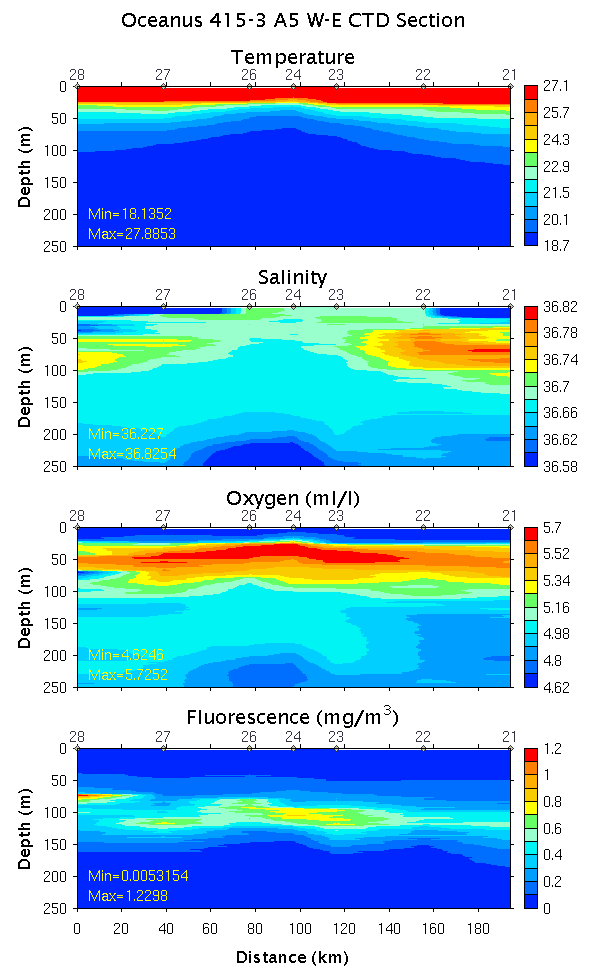 Oceanus 415-3 A5 W-E CTD Section
Temperature
28 27 26 24 23 22 21
0
50
100
150
200
250
Depth (m)
Min=18.1352
Max=27.8853
27.1
25.7
24.3
22.9
21.5
20.1
18.7
Salinity
28 27 26 24 23 22 21
0
50
100
150
200
250
Depth (m)
Min=36.227
Max=36.8254
36.82
36.78
36.74
36.7
36.66
36.62
36.58
Oxygen (ml/l)
28 27 26 24 23 22 21
0
50
100
150
200
250
Depth (m)
Min=4.6246
Max=5.7252
5.7
5.52
5.34
5.16
4.98
4.8
4.62
Fluorescence (mg/m³)
28 27 26 24 23 22 21
0
50
100
150
200
250
Depth (m)
Min=0.0053154
Max=1.2298
1.2
1
0.8
0.6
0.4
0.2
0
0 20 40 60 80 100 120 140 160 180
Distance (km)